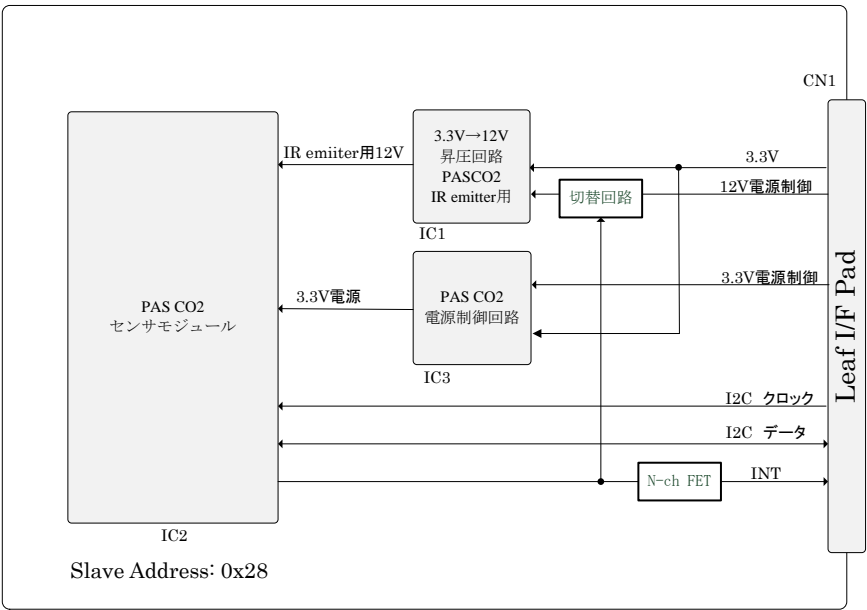 CN1
3.3V→12V
昇圧回路
PASCO2
IR emitter用
IC1
IR emiiter用12V
3.3V
12V電源制御
切替回路
3.3V電源制御
3.3V電源
PAS CO2
電源制御回路
IC3
PAS CO2
センサモジュール
Leaf I/F Pad
I2C クロック
I2C データ
N-ch FET
INT
IC2
Slave Address: 0x28